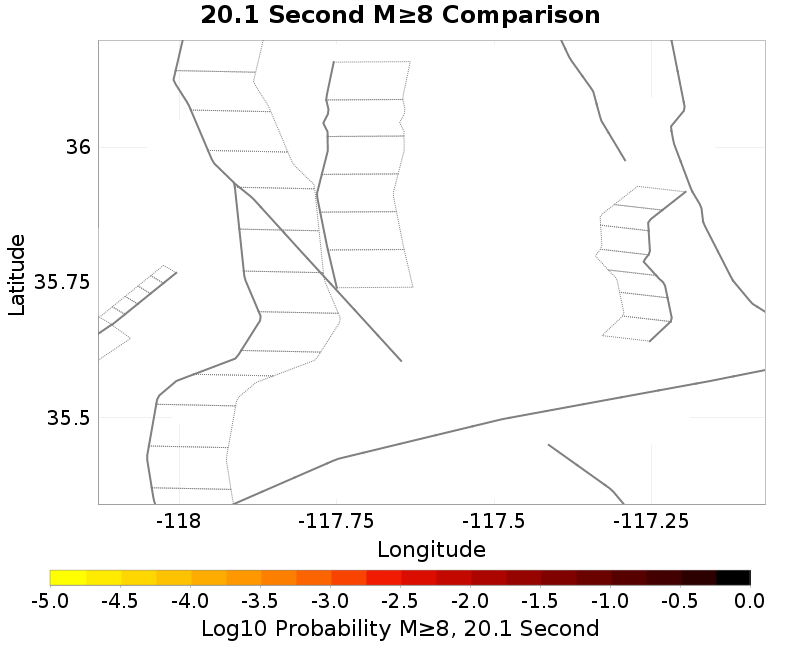 20.1 Second M≥8 Comparison
36
35.75
35.5
Latitude
-118 -117.75 -117.5 -117.25
Longitude
-5.0 -4.5 -4.0 -3.5 -3.0 -2.5 -2.0 -1.5 -1.0 -0.5 0.0
Log10 Probability M≥8, 20.1 Second